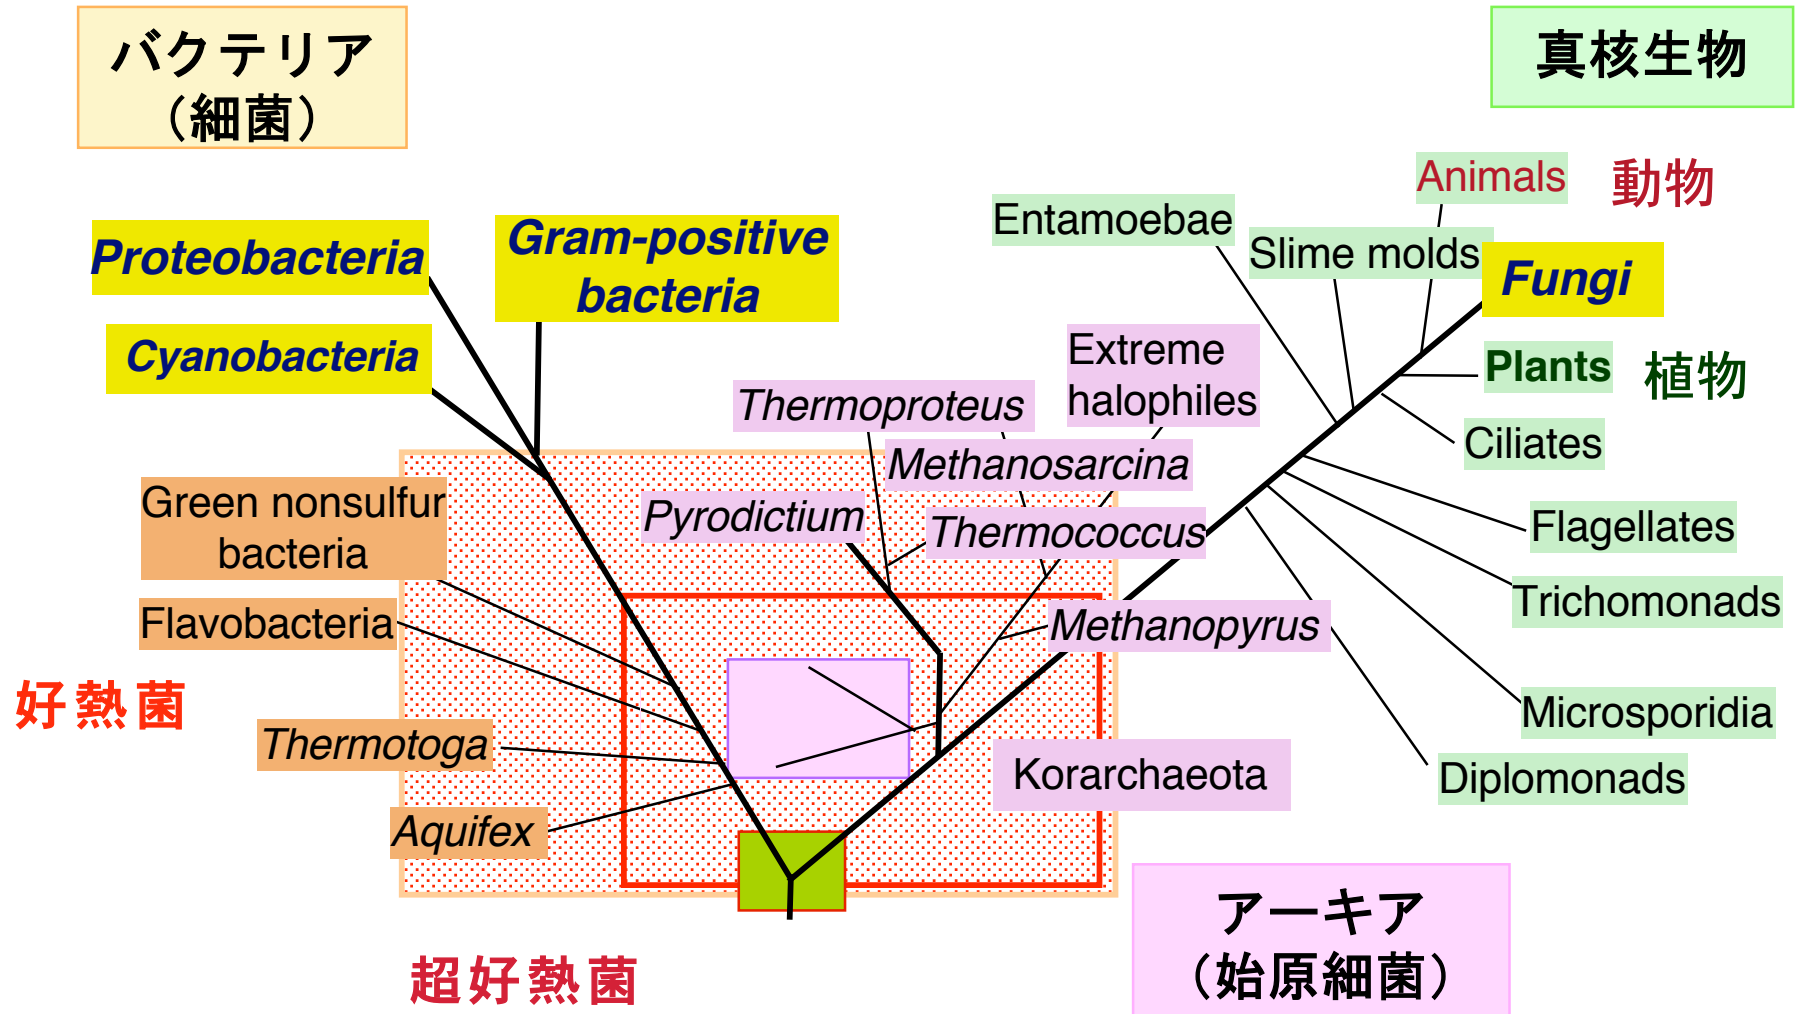 バクテリア
（細菌）
真核生物
Animals
動物
Entamoebae
Slime molds
Fungi
Proteobacteria
Gram-positive
bacteria
Cyanobacteria
Extreme
halophiles
Plants
植物
Thermoproteus
Ciliates
Methanosarcina
Green nonsulfur
bacteria
Pyrodictium
Thermococcus
Flagellates
Flavobacteria
Methanopyrus
Trichomonads
好熱菌
Thermotoga
Microsporidia
Korarchaeota
Diplomonads
Aquifex
アーキア
（始原細菌）
超好熱菌